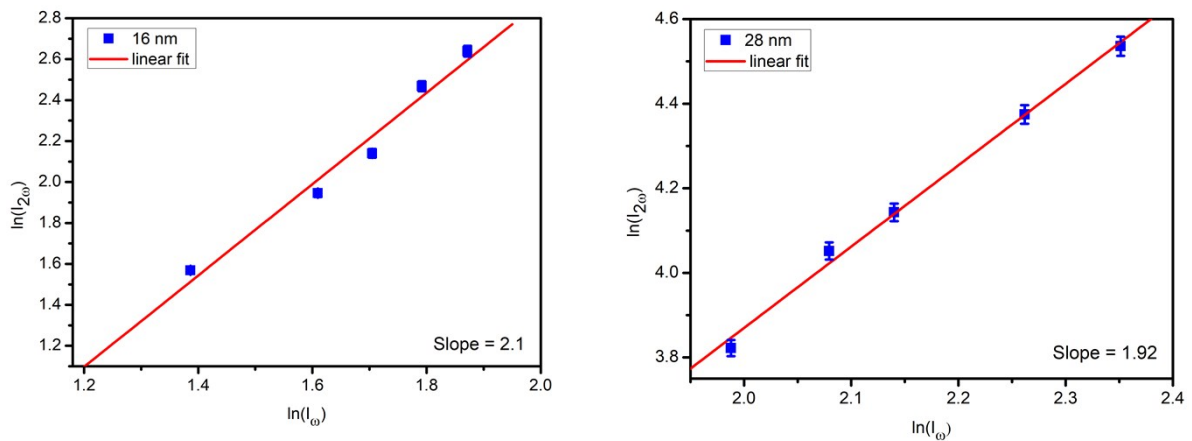 2.8
2.6
2.4
2.2
2.0
1.8
1.6
1.4
1.2
ln(I2ω)
16 nm
linear fit
Slope = 2.1
1.2 1.4 1.6 1.8 2.0
ln(Iω)
4.6
4.4
4.2
4.0
3.8
ln(I2ω)
28 nm
linear fit
Slope = 1.92
2.0 2.1 2.2 2.3 2.4
ln(Iω)